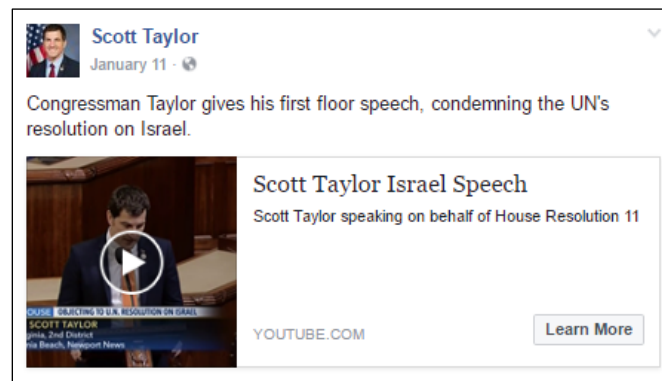 Scott Taylor
January 11 ·
Congressman Taylor gives his first floor speech, condemning the UN's
resolution on Israel.
Scott Taylor Israel Speech
Scott Taylor speaking on behalf of House Resolution 11
OUSE OBJECTING TO U.N. RESOLUTION ON ISRAEL
SCOTT TAYLOR
ginia, 2nd District
nia Beach, Newport News
YOUTUBE.COM
Learn More